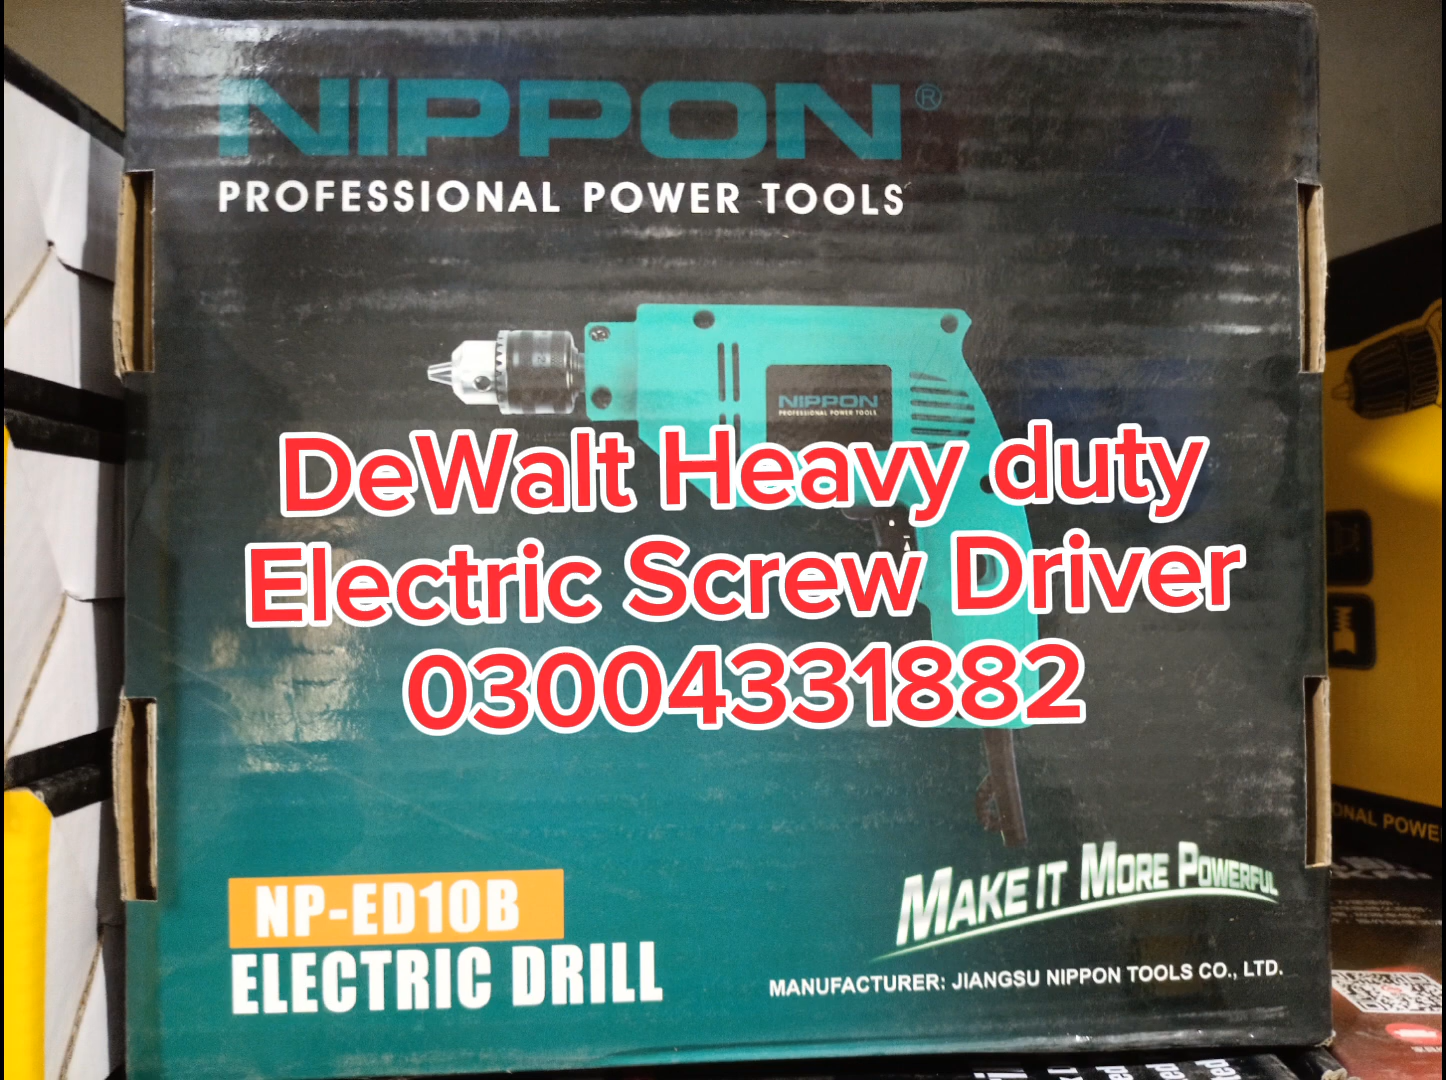 NIPPON®
PROFESSIONAL POWER TOOLS
NIPPON
PROFESSIONAL POWER TOOLS
DeWalt Heavy duty
Electric Screw Driver
03004331882
ONAL POWE
MAKE IT MORE POWERFUL
NP-ED10B
ELECTRIC DRILL
MANUFACTURER: JIANGSU NIPPON TOOLS CO., LTD.